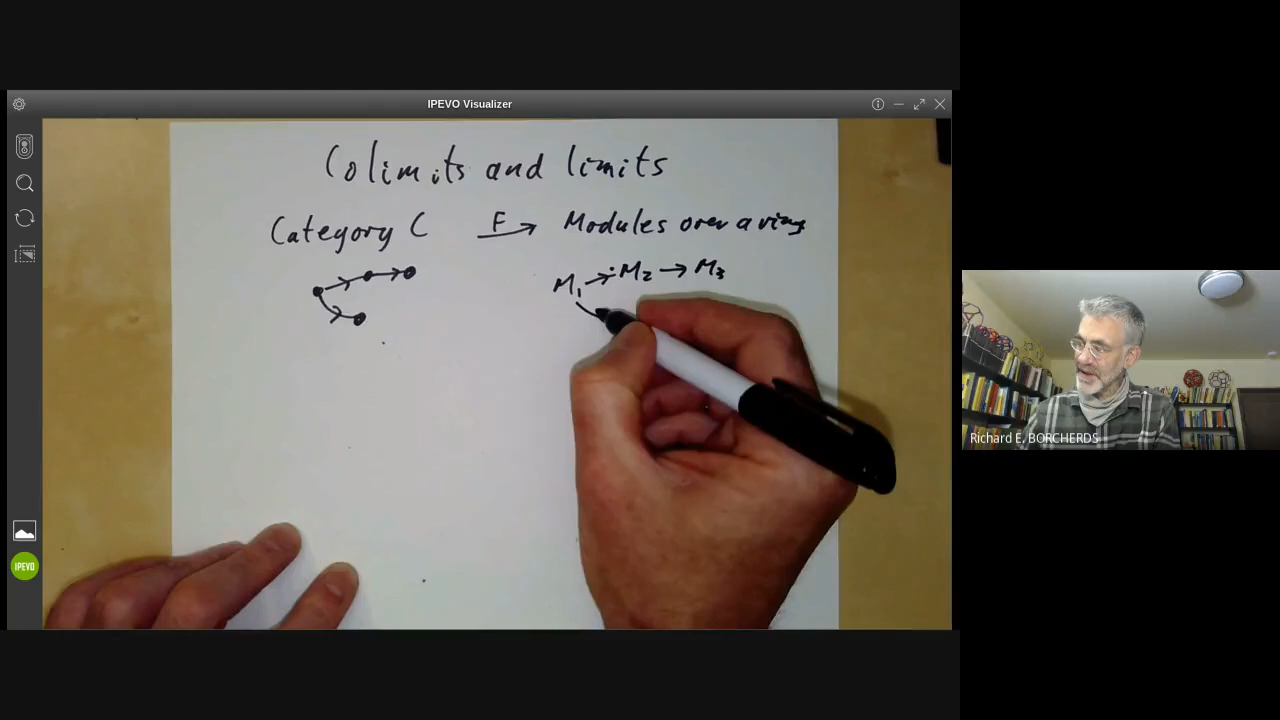 IPEVO Visualizer
Colimits and limits
Category C F→ Modules over a ring
M₁ → M₂ → M₃
IPEVO
Richard E. BORCHERDS